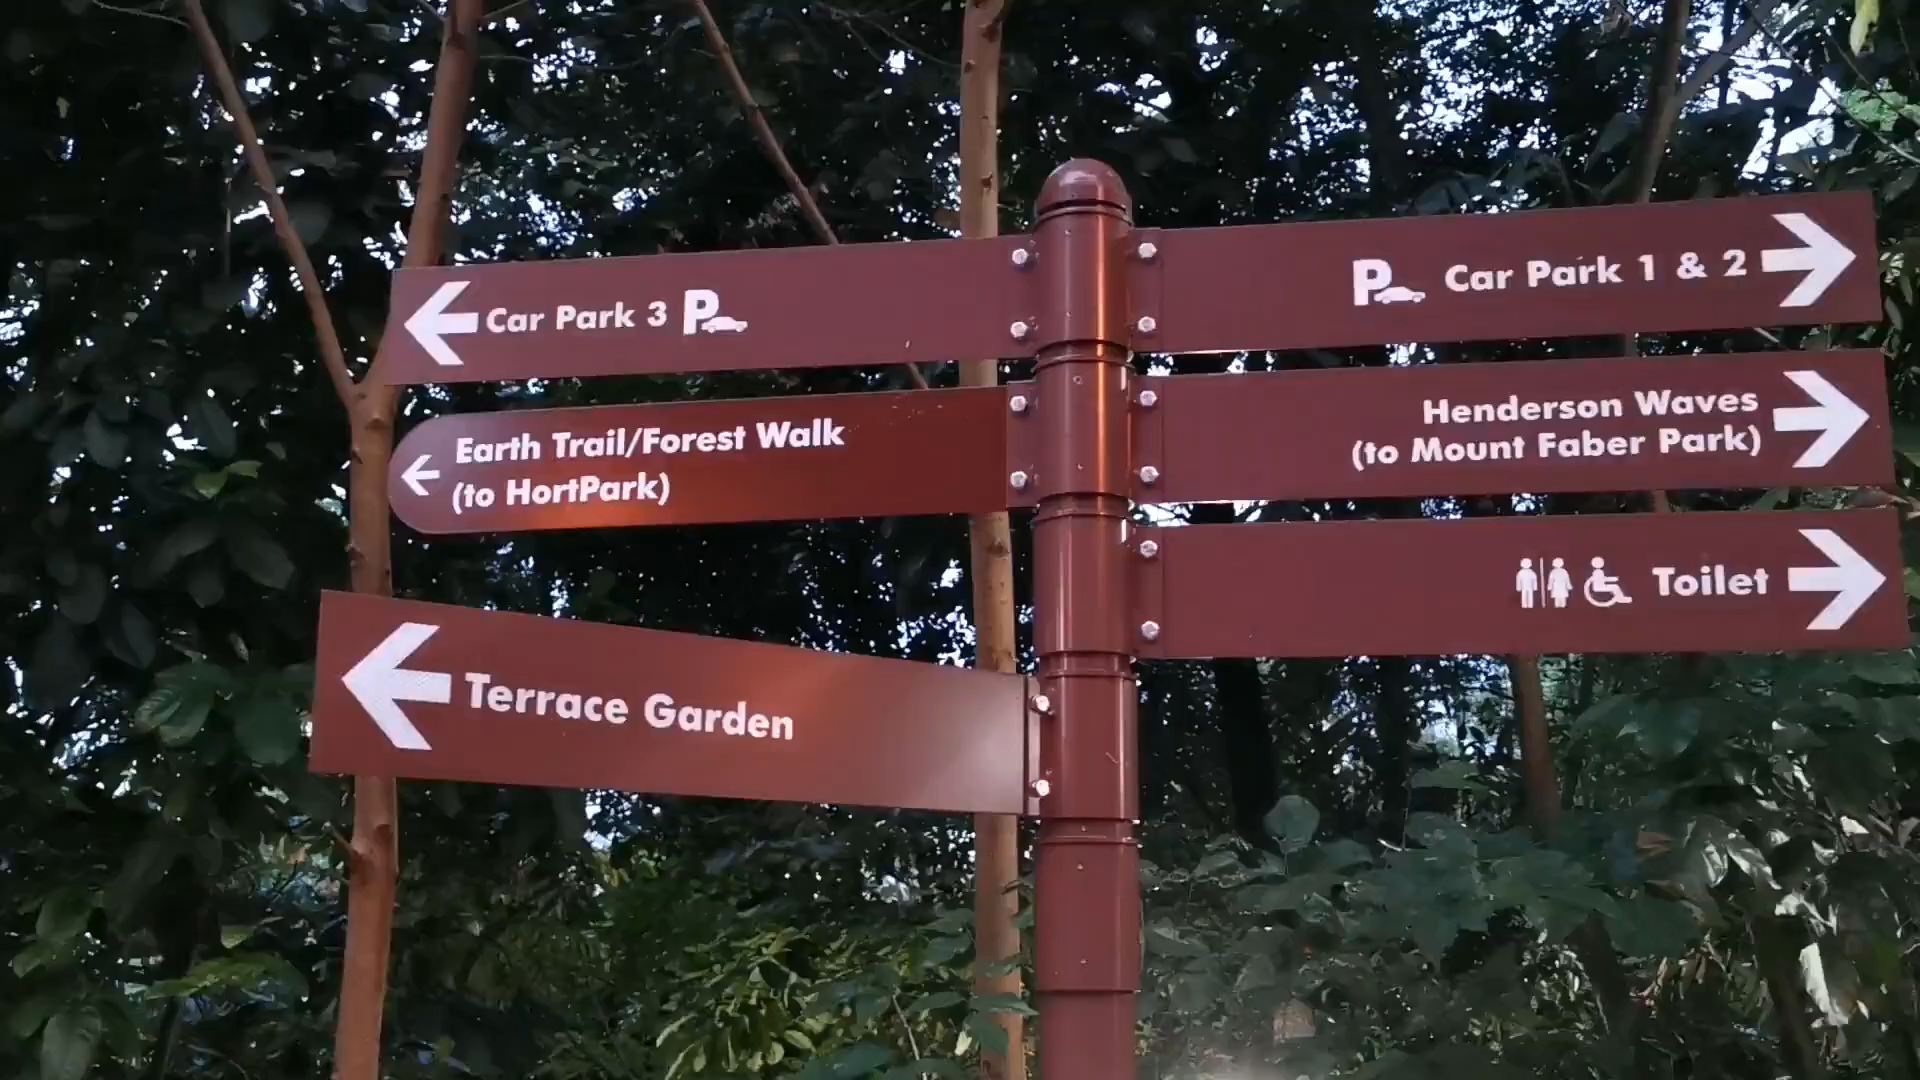 Car Park 3 P
Earth Trail/Forest Walk
(to HortPark)
Terrace Garden
P Car Park 1 & 2
Henderson Waves
(to Mount Faber Park)
Toilet